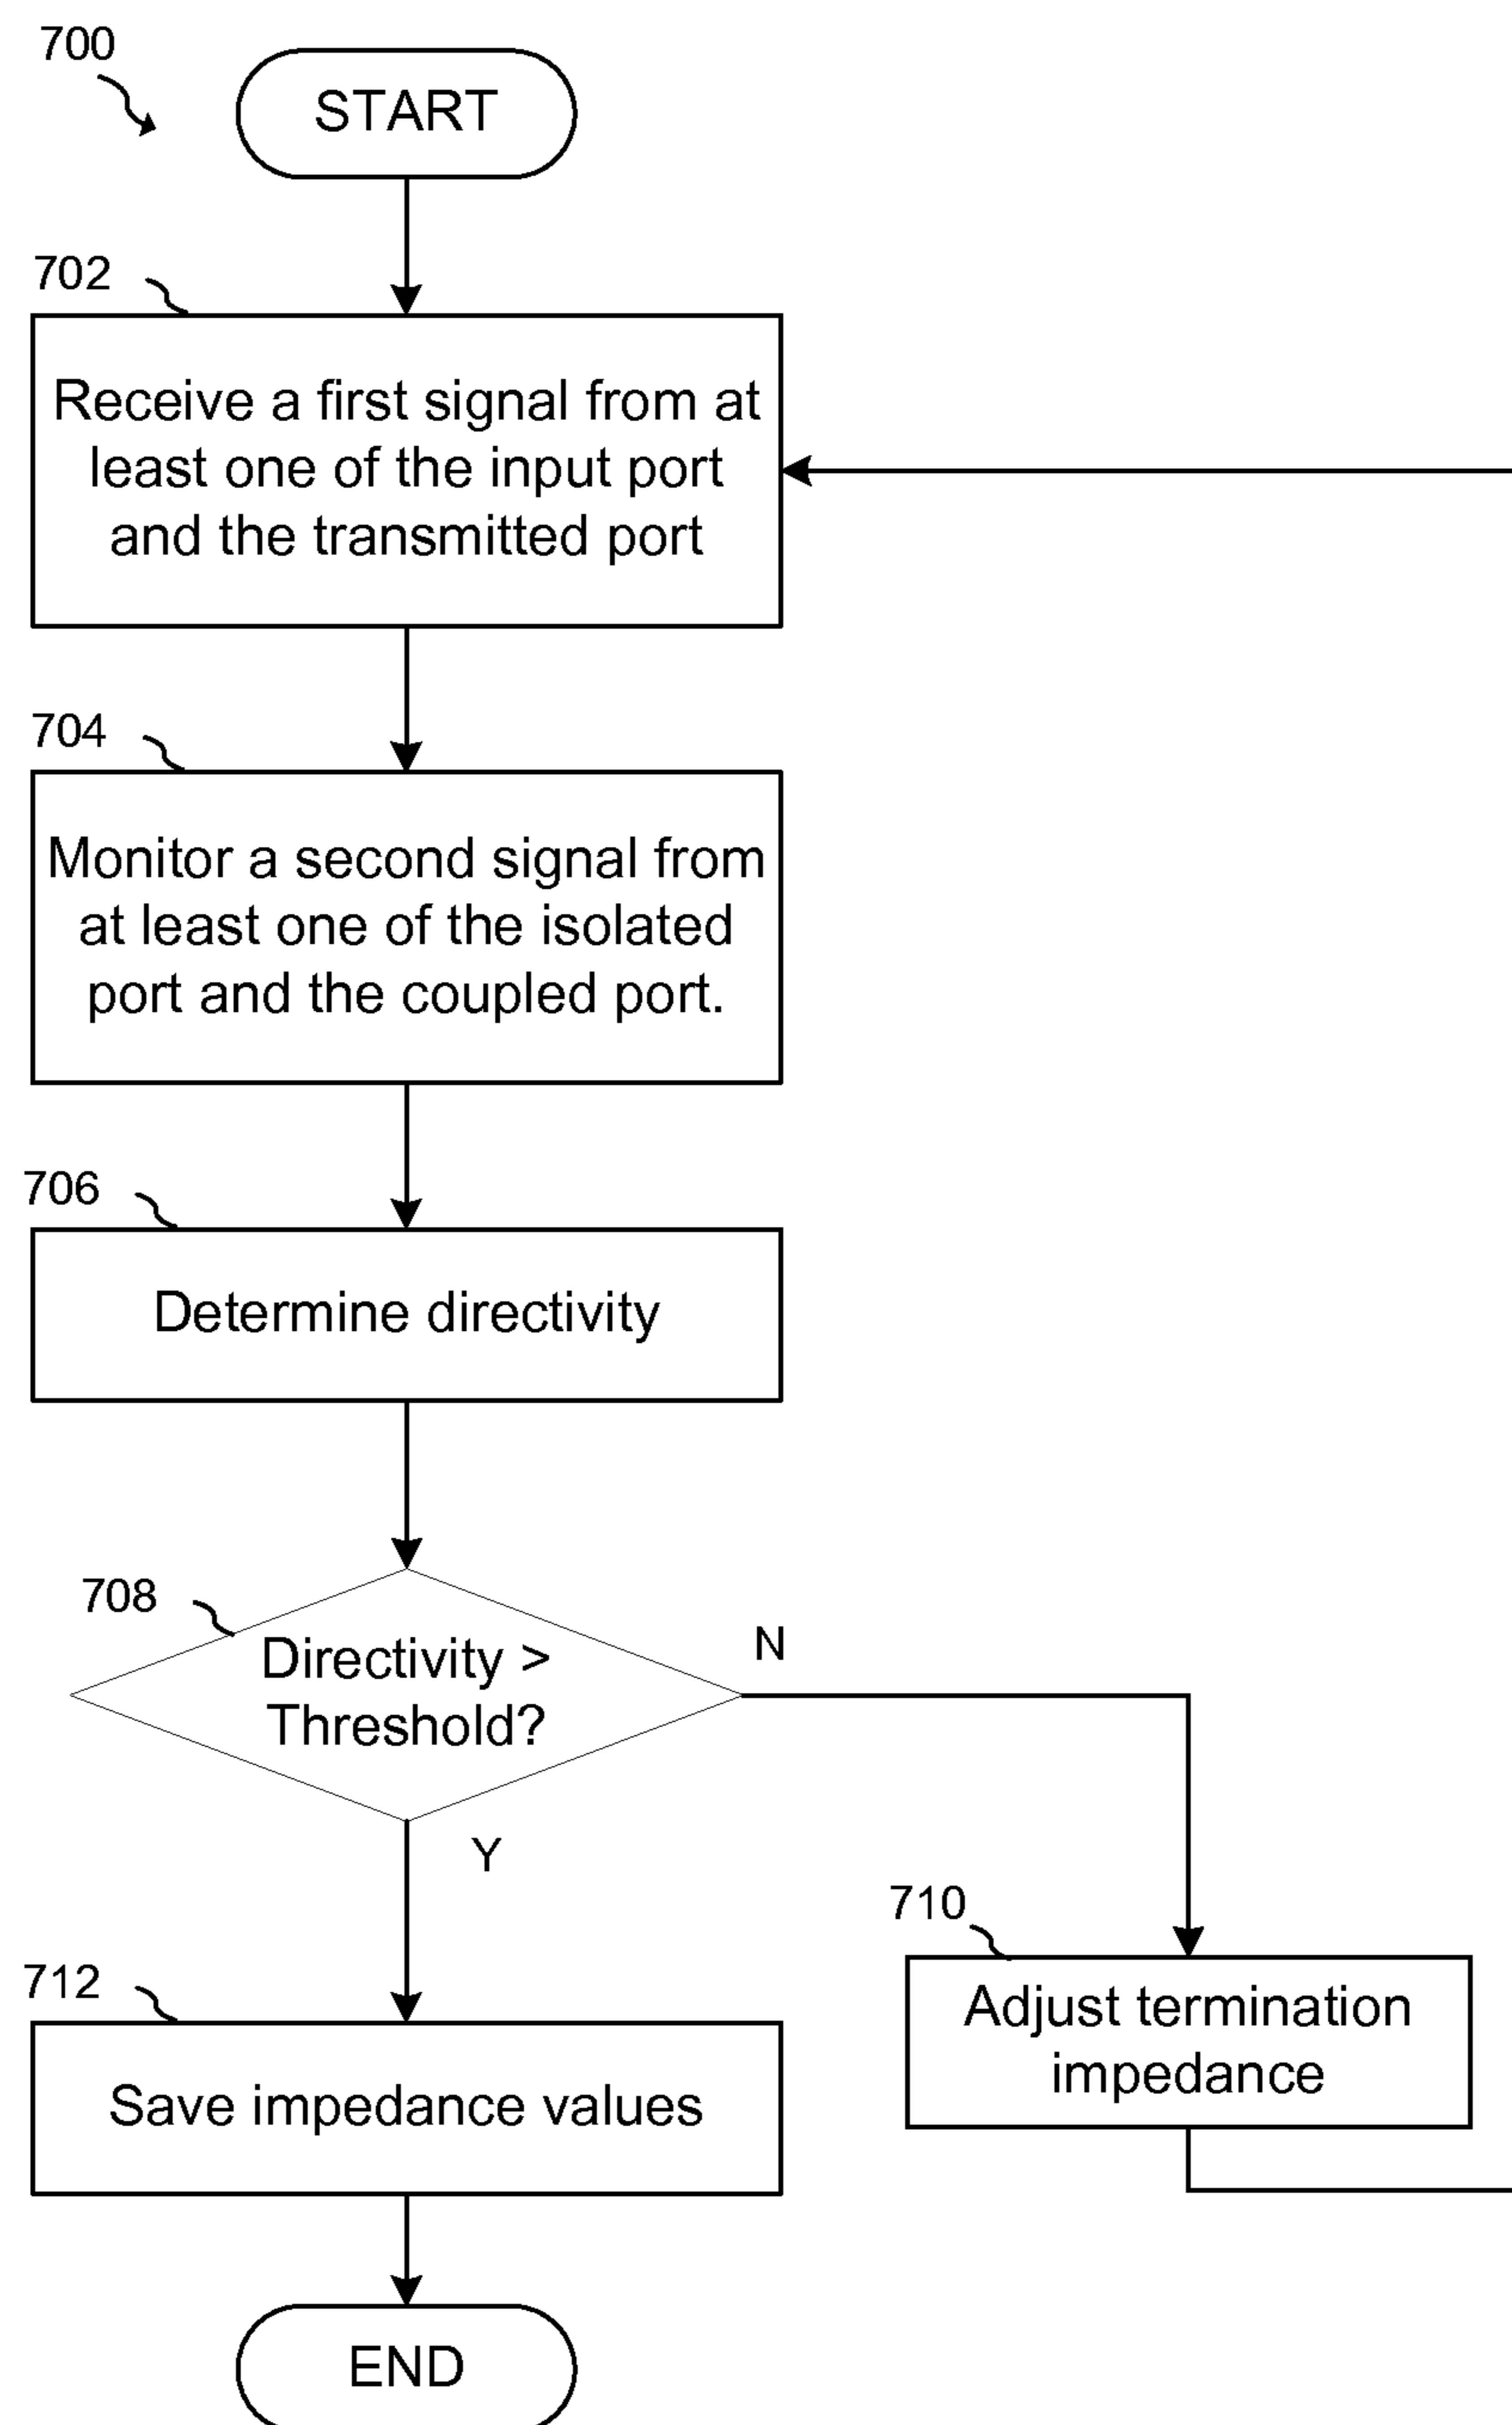 700
START
702
Receive a first signal from at
least one of the input port
and the transmitted port
704
Monitor a second signal from
at least one of the isolated
port and the coupled port.
706
Determine directivity
708
Directivity >
Threshold?
N
Y
710
Adjust termination
impedance
712
Save impedance values
END